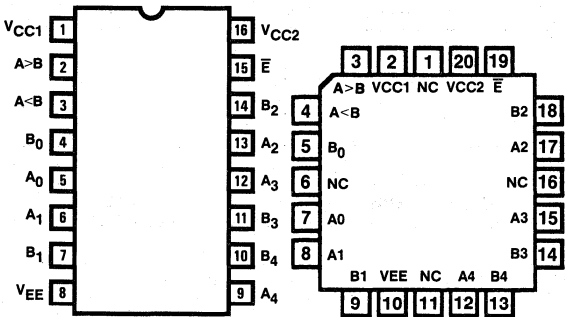 VCC1 1 16 VCC2
A>B 2 15 E̅
A<B 3 14 B2
B0 4 13 A2
A0 5 12 A3
A1 6 11 B3
B1 7 10 B4
VEE 8 9 A4
3 2 1 20 19
A>B VCC1 NC VCC2 E̅
4 A<B B2 18
5 B0 A2 17
6 NC NC 16
7 A0 A3 15
8 A1 B3 14
B1 VEE NC A4 B4
9 10 11 12 13